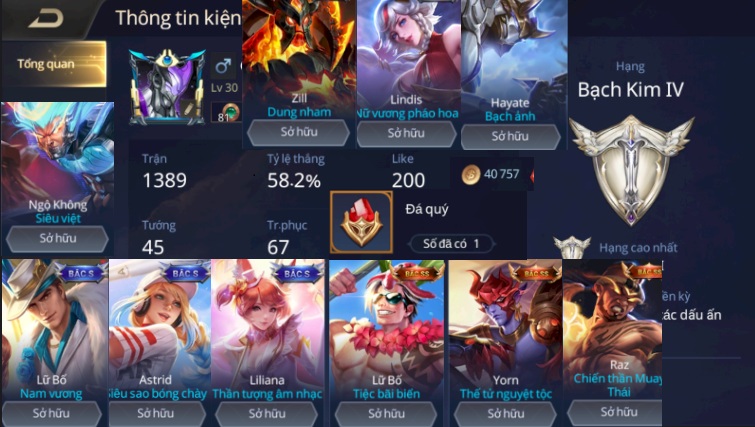 Thông tin kiện
Tổng quan
Lv 30
81
Zill
Dung nham
Sở hữu
Lindis
Nữ vương pháo hoa
Sở hữu
Hayate
Bạch ảnh
Sở hữu
Hạng
Bạch Kim IV
Ngộ Không
Siêu việt
Sở hữu
Trận
1389
Tỷ lệ thắng
58.2%
Like
200
40 757
Tướng
45
Tr.phục
67
Đá quý
Số đã có 1
Hạng cao nhất
ền kỳ
các dấu ấn
BẬC S
Lữ Bố
Nam vương
Sở hữu
BẬC S
Astrid
Siêu sao bóng chày
Sở hữu
BẬC S
Liliana
Thần tượng âm nhạc
Sở hữu
BẬC SS
Lữ Bố
Tiệc bãi biển
Sở hữu
BẬC SS
Yorn
Thế tử nguyệt tộc
Sở hữu
BẬC SS
Raz
Chiến thần Muay
Thái
Sở hữu